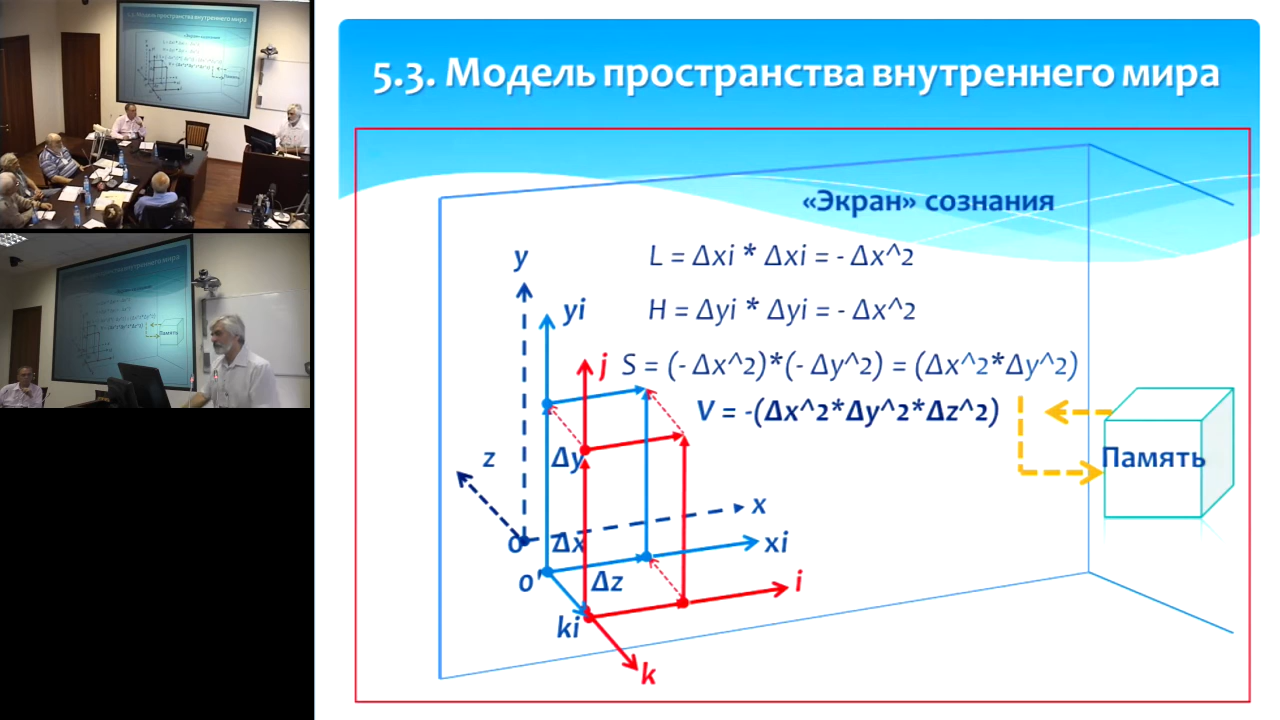 5.3. Модель пространства внутреннего мира
«Экран» сознания
y
L = Δxi * Δxi = - Δx^2
yi
H = Δyi * Δyi = - Δx^2
j
S = (- Δx^2)*(- Δy^2) = (Δx^2*Δy^2)
V = -(Δx^2*Δy^2*Δz^2)
z
Δy
Память
x
o
Δx
xi
o'
Δz
i
ki
k